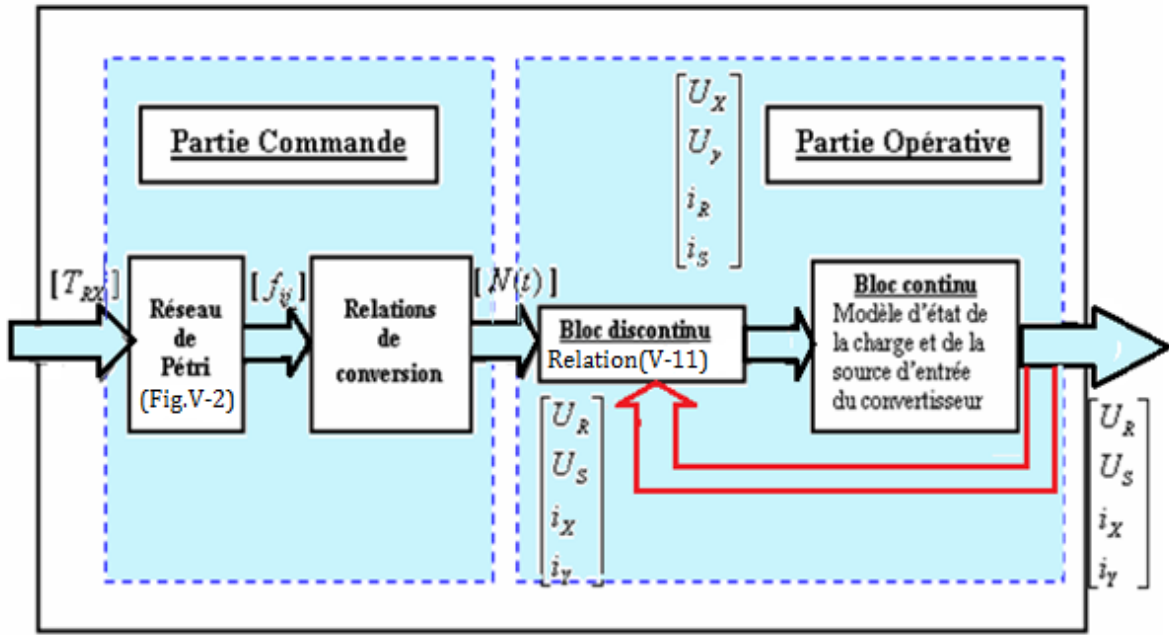 Partie Commande
[T_RX]
Réseau
de
Pétri
(Fig.V-2)
[f_ij]
Relations
de
conversion
[N(t)]
Partie Opérative
U_X
U_y
i_R
i_S
Bloc discontinu
Relation(V-11)
Bloc continu
Modèle d'état de
la charge et de la
source d'entrée
du convertisseur
U_R
U_S
i_X
i_Y
U_R
U_S
i_X
i_Y